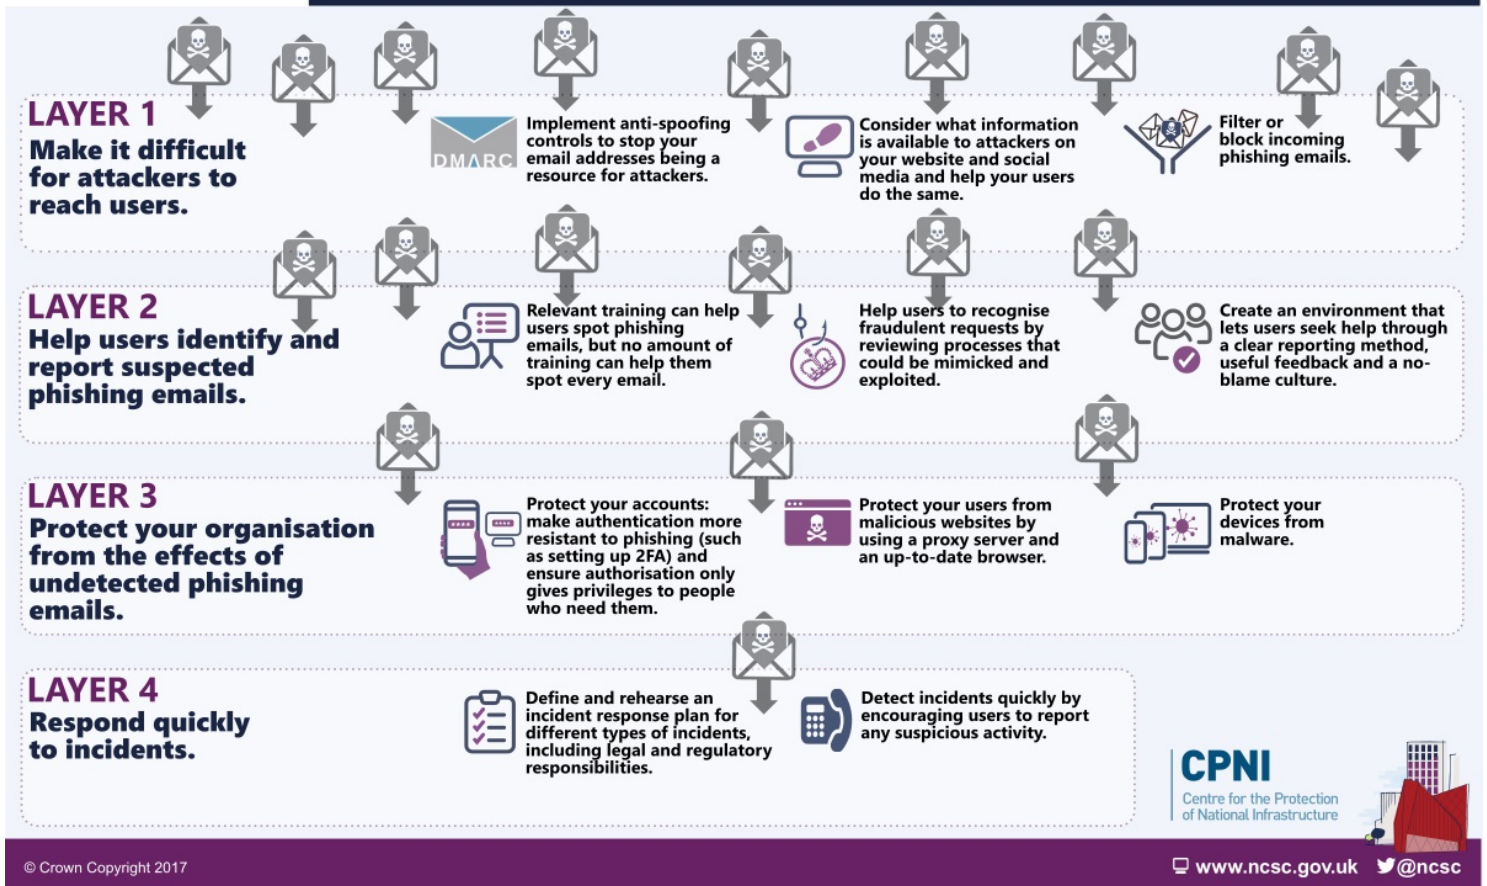 LAYER 1
Make it difficult
for attackers to
reach users.
DMARC
Implement anti-spoofing
controls to stop your
email addresses being a
resource for attackers.
Consider what information
is available to attackers on
your website and social
media and help your users
do the same.
Filter or
block incoming
phishing emails.
LAYER 2
Help users identify and
report suspected
phishing emails.
Relevant training can help
users spot phishing
emails, but no amount of
training can help them
spot every email.
Help users to recognise
fraudulent requests by
reviewing processes that
could be mimicked and
exploited.
Create an environment that
lets users seek help through
a clear reporting method,
useful feedback and a no-
blame culture.
LAYER 3
Protect your organisation
from the effects of
undetected phishing
emails.
Protect your accounts:
make authentication more
resistant to phishing (such
as setting up 2FA) and
ensure authorisation only
gives privileges to people
who need them.
Protect your users from
malicious websites by
using a proxy server and
an up-to-date browser.
Protect your
devices from
malware.
LAYER 4
Respond quickly
to incidents.
Define and rehearse an
incident response plan for
different types of incidents,
including legal and regulatory
responsibilities.
Detect incidents quickly by
encouraging users to report
any suspicious activity.
CPNI
Centre for the Protection
of National Infrastructure
© Crown Copyright 2017
www.ncsc.gov.uk
@ncsc